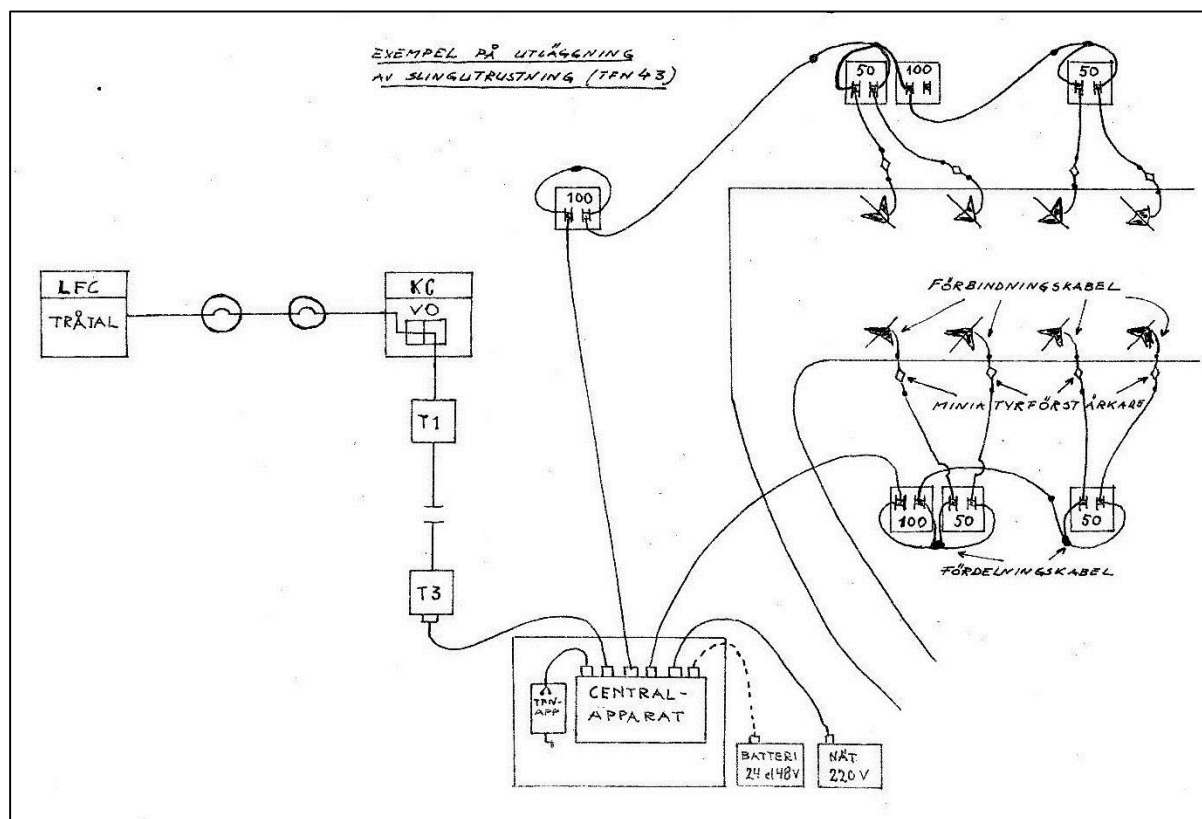 EXEMPEL PÅ UTLÄGGNING
AV SLINGUTRUSTNING (TFN 43)
50
100
50
100
LFC
TRÅTAL
KC
VO
FÖRBINDNINGSKABEL
MINIATYRFÖRSTÄRKARE
T1
100
50
50
FÖRDELNINGSKABEL
T3
TFN-
APP
CENTRAL-
APPARAT
BATTERI
24 el 48V
NÄT
220 V